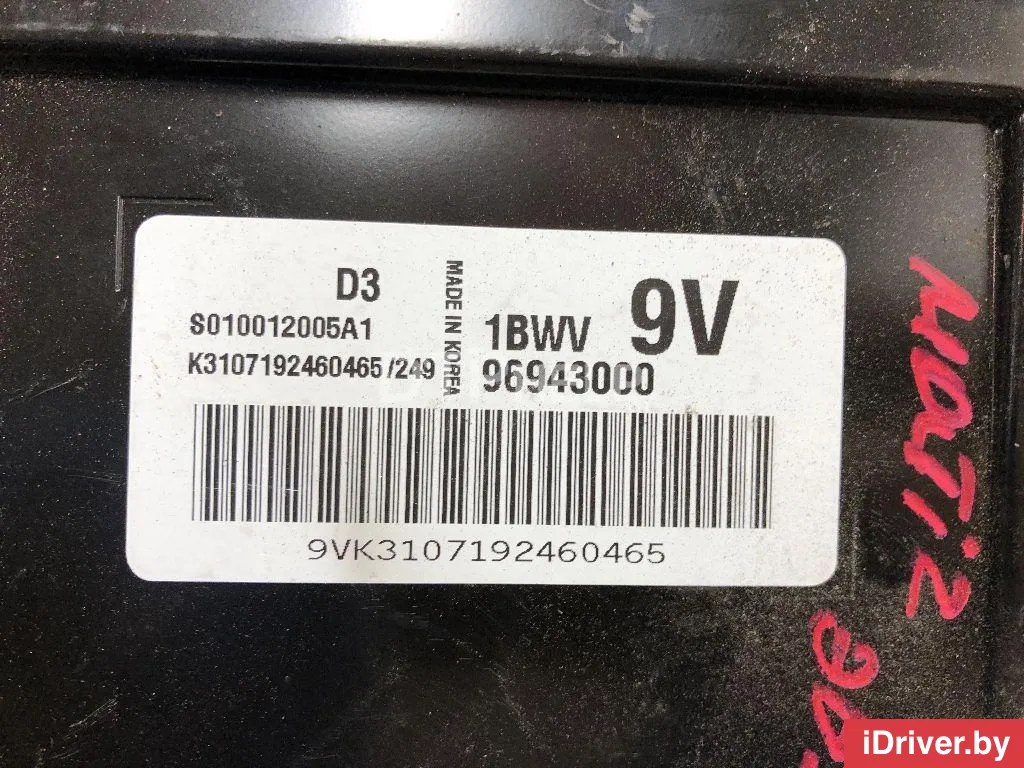 D3
S010012005A1
K3107192460465/249
MADE IN KOREA
1BWV
9V
96943000
9VK3107192460465
iDriver.by